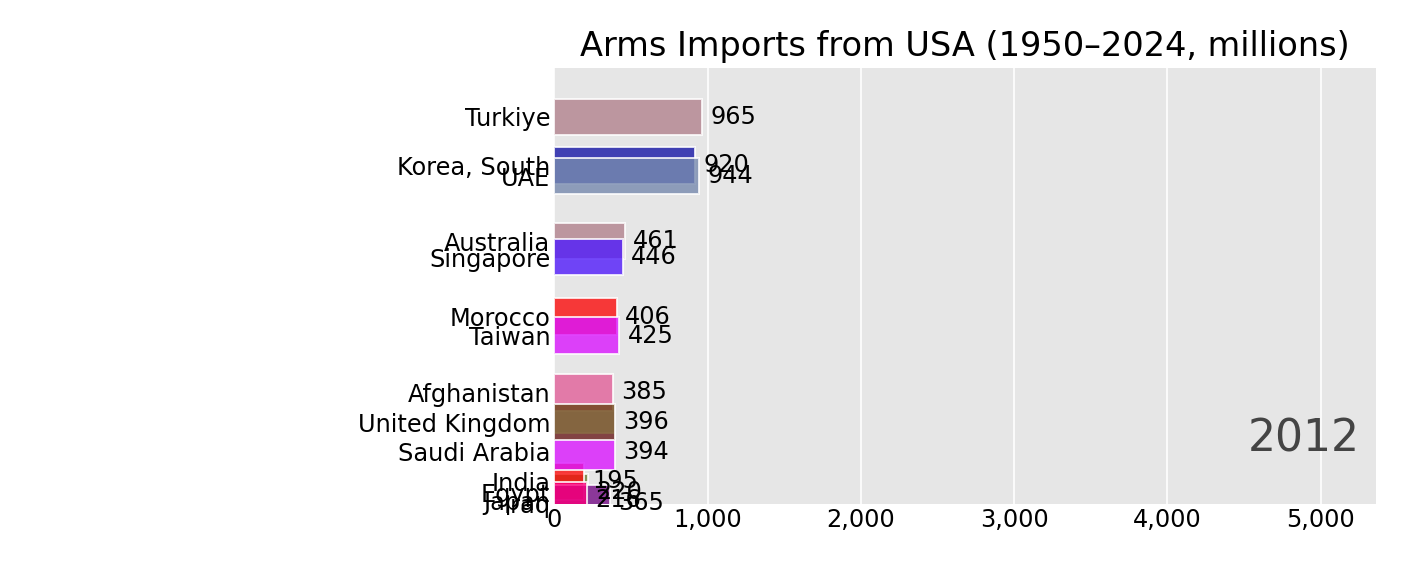 Arms Imports from USA (1950–2024, millions)
Turkiye 965
Korea, South 920
UAE 944
Australia 461
Singapore 446
Morocco 406
Taiwan 425
Afghanistan 385
United Kingdom 396
2012
Saudi Arabia 394
India 195
Egypt
Japan
Iraq 365
0 1,000 2,000 3,000 4,000 5,000